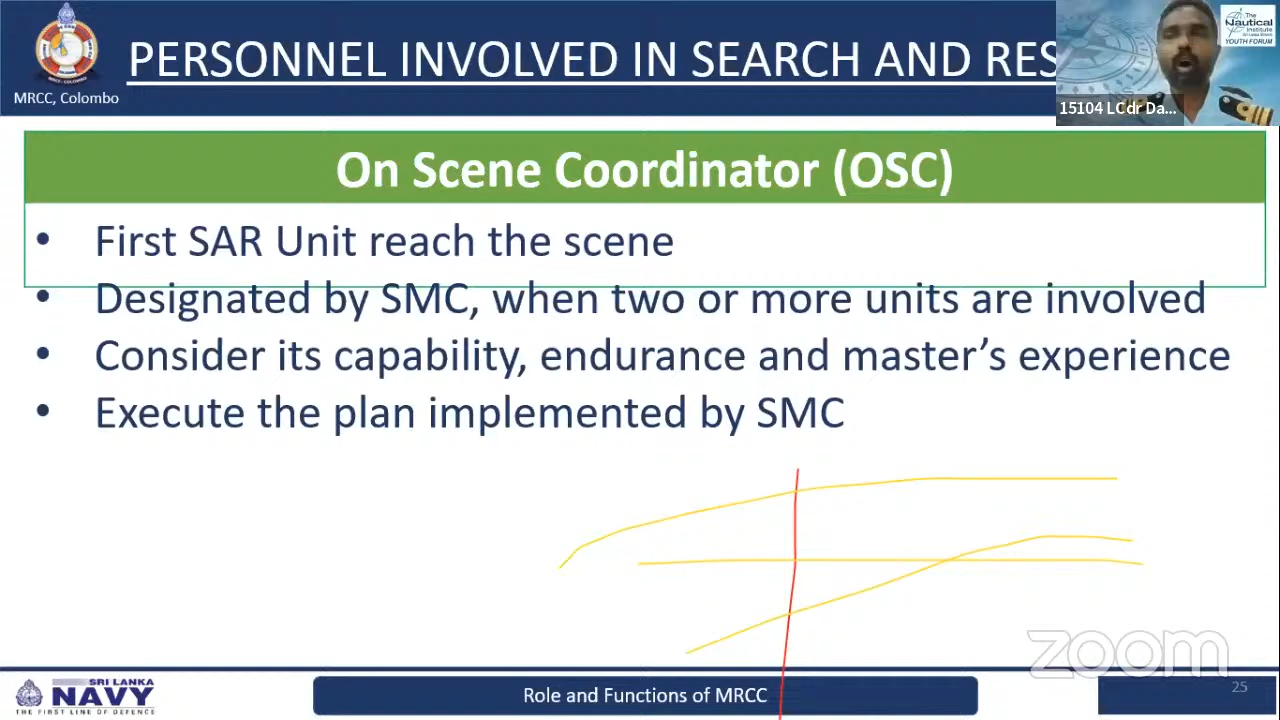 PERSONNEL INVOLVED IN SEARCH AND RES
The
Nautical
Institute
YOUTH FORUM
MRCC, Colombo
15104 LCdr Da...
On Scene Coordinator (OSC)
• First SAR Unit reach the scene
• Designated by SMC, when two or more units are involved
• Consider its capability, endurance and master’s experience
• Execute the plan implemented by SMC
zoom
SRI LANKA
NAVY
THE FIRST LINE OF DEFENCE
Role and Functions of MRCC
25